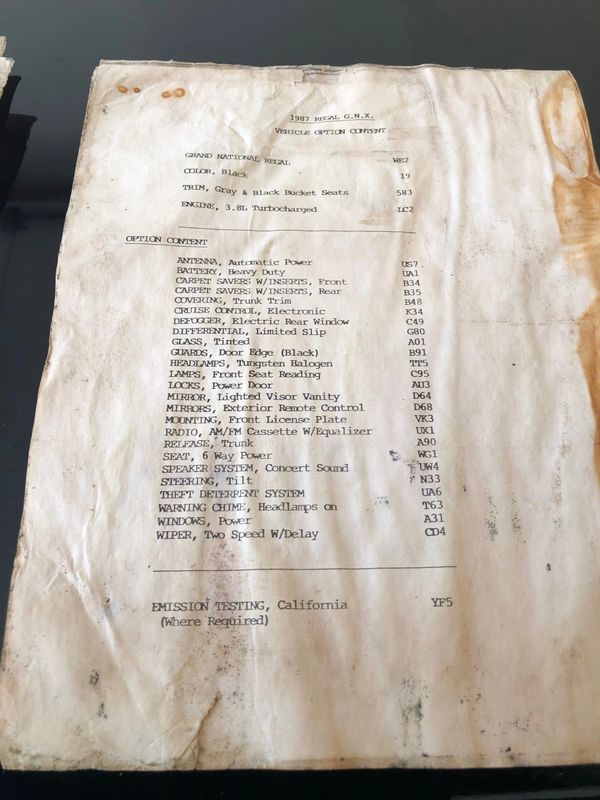 1987 REGAL G.N.X.
VEHICLE OPTION CONTENT
GRAND NATIONAL REGAL WE2
COLOR, Black 19
TRIM, Gray & Black Bucket Seats 583
ENGINE, 3.8L Turbocharged LC2
OPTION CONTENT
ANTENNA, Automatic Power US7
BATTERY, Heavy Duty UA1
CARPET SAVERS W/INSERTS, Front B34
CARPET SAVERS W/INSERTS, Rear B35
COVERING, Trunk Trim B48
CRUISE CONTROL, Electronic K34
DEFOGGER, Electric Rear Window C49
DIFFERENTIAL, Limited Slip G80
GLASS, Tinted A01
GUARDS, Door Edge (Black) B91
HEADLAMPS, Tungsten Halogen TT5
LAMPS, Front Seat Reading C95
LOCKS, Power Door AU3
MIRROR, Lighted Visor Vanity D64
MIRRORS, Exterior Remote Control D68
MOUNTING, Front License Plate VK3
RADIO, AM/FM Cassette W/Equalizer UX1
RELEASE, Trunk A90
SEAT, 6 Way Power WG1
SPEAKER SYSTEM, Concert Sound UW4
STEERING, Tilt N33
THEFT DETERRENT SYSTEM UA6
WARNING CHIME, Headlamps on T63
WINDOWS, Power A31
WIPER, Two Speed W/Delay CD4
EMISSION TESTING, California YF5
(Where Required)